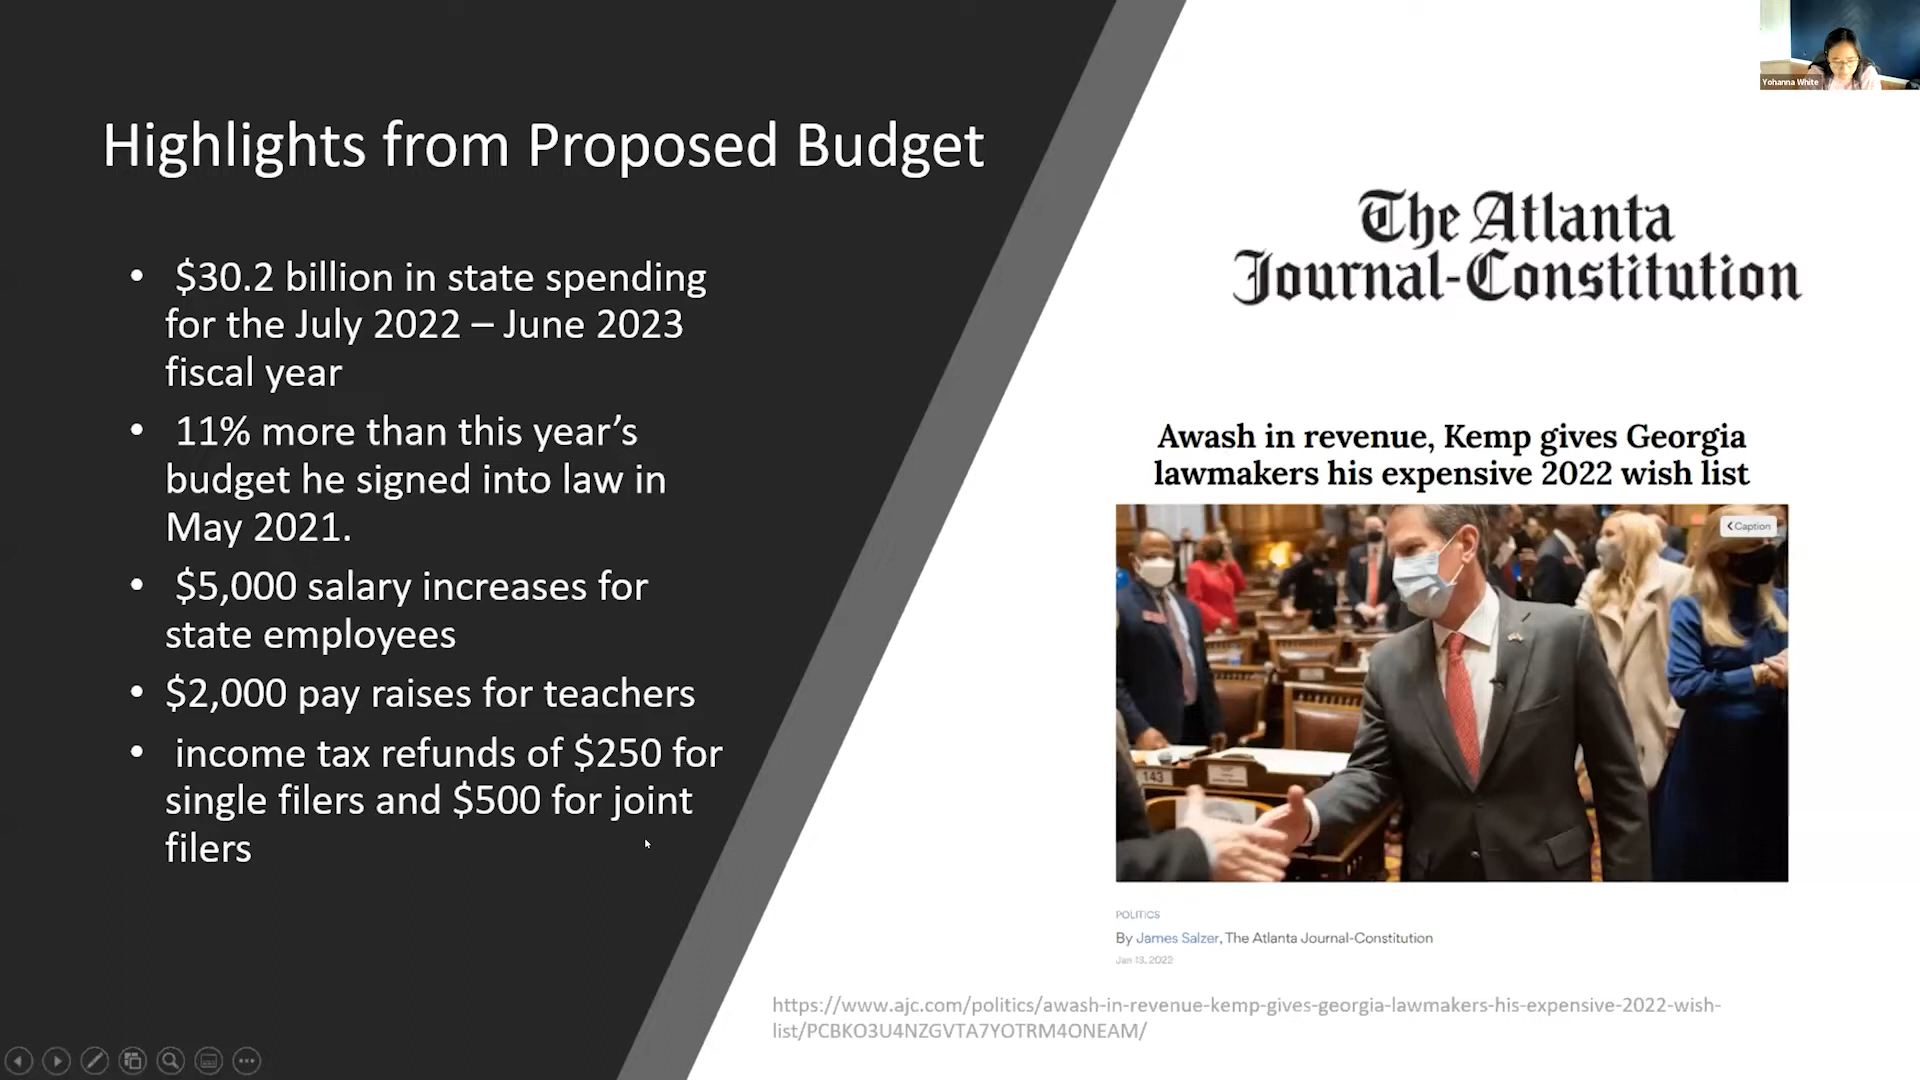 Yohanna White
Highlights from Proposed Budget
• $30.2 billion in state spending
for the July 2022 – June 2023
fiscal year
• 11% more than this year’s
budget he signed into law in
May 2021.
• $5,000 salary increases for
state employees
• $2,000 pay raises for teachers
• income tax refunds of $250 for
single filers and $500 for joint
filers
The Atlanta
Journal-Constitution
Awash in revenue, Kemp gives Georgia
lawmakers his expensive 2022 wish list
Caption
143
POLITICS
By James Salzer, The Atlanta Journal-Constitution
Jan 13, 2022
https://www.ajc.com/politics/awash-in-revenue-kemp-gives-georgia-lawmakers-his-expensive-2022-wish-
list/PCBKO3U4NZGVTA7YOTRM4ONEAM/